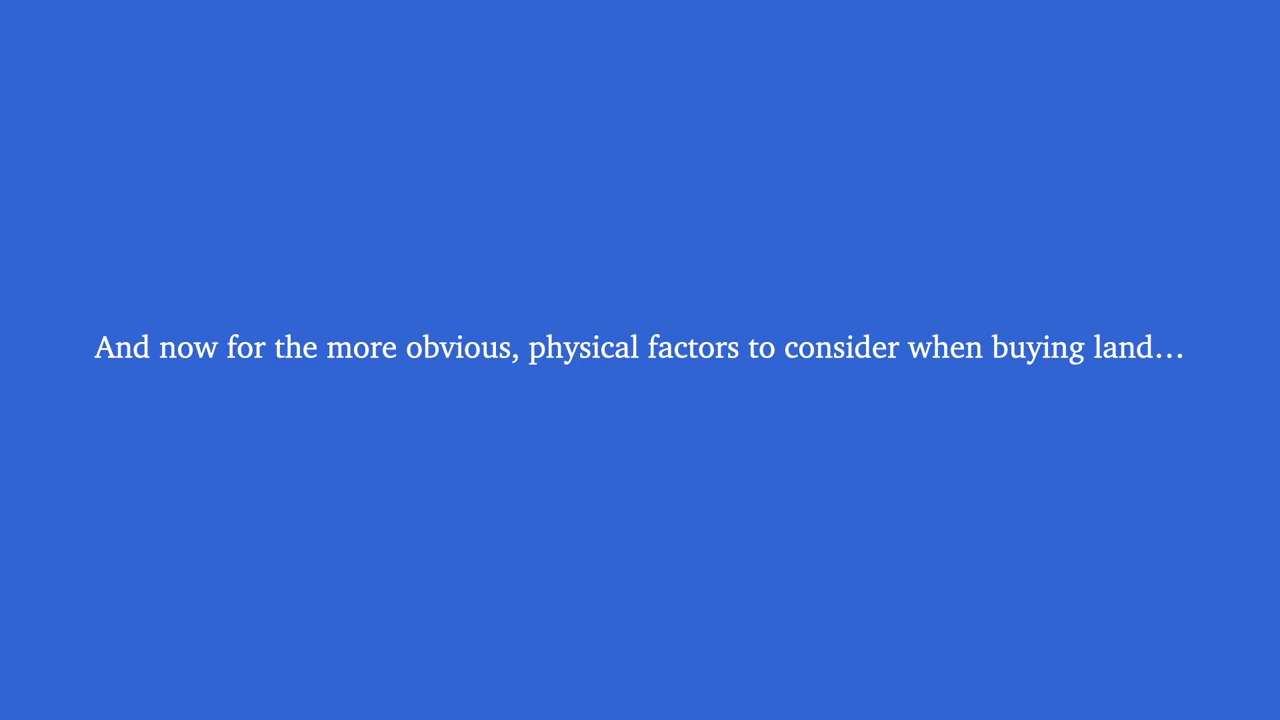 And now for the more obvious, physical factors to consider when buying land…